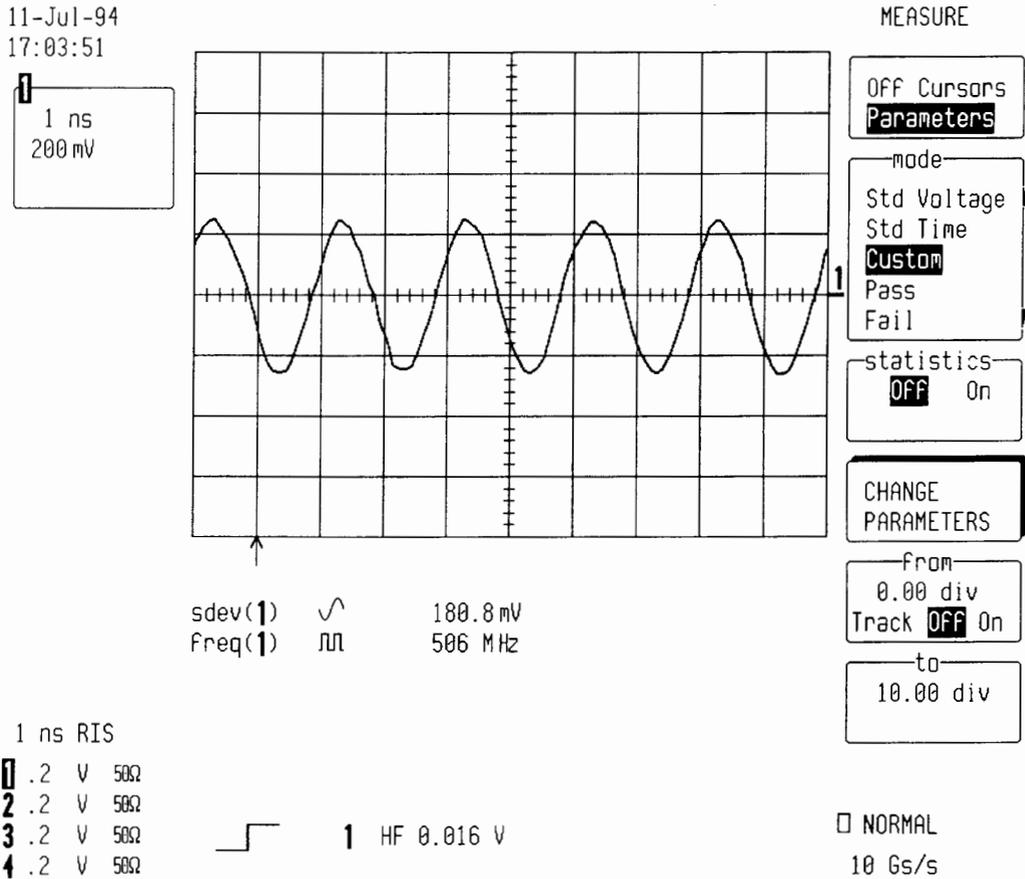 11-Jul-94
17:03:51
MEASURE
1
1 ns
200 mV
Off Cursors
Parameters
mode
Std Voltage
Std Time
Custom
Pass
Fail
1
statistics
Off On
CHANGE
PARAMETERS
from
0.00 div
Track Off On
to
10.00 div
sdev(1) 180.8 mV
freq(1) 506 MHz
1 ns RIS
1 .2 V 50Ω
2 .2 V 50Ω
3 .2 V 50Ω
4 .2 V 50Ω
1 HF 0.016 V
NORMAL
10 Gs/s